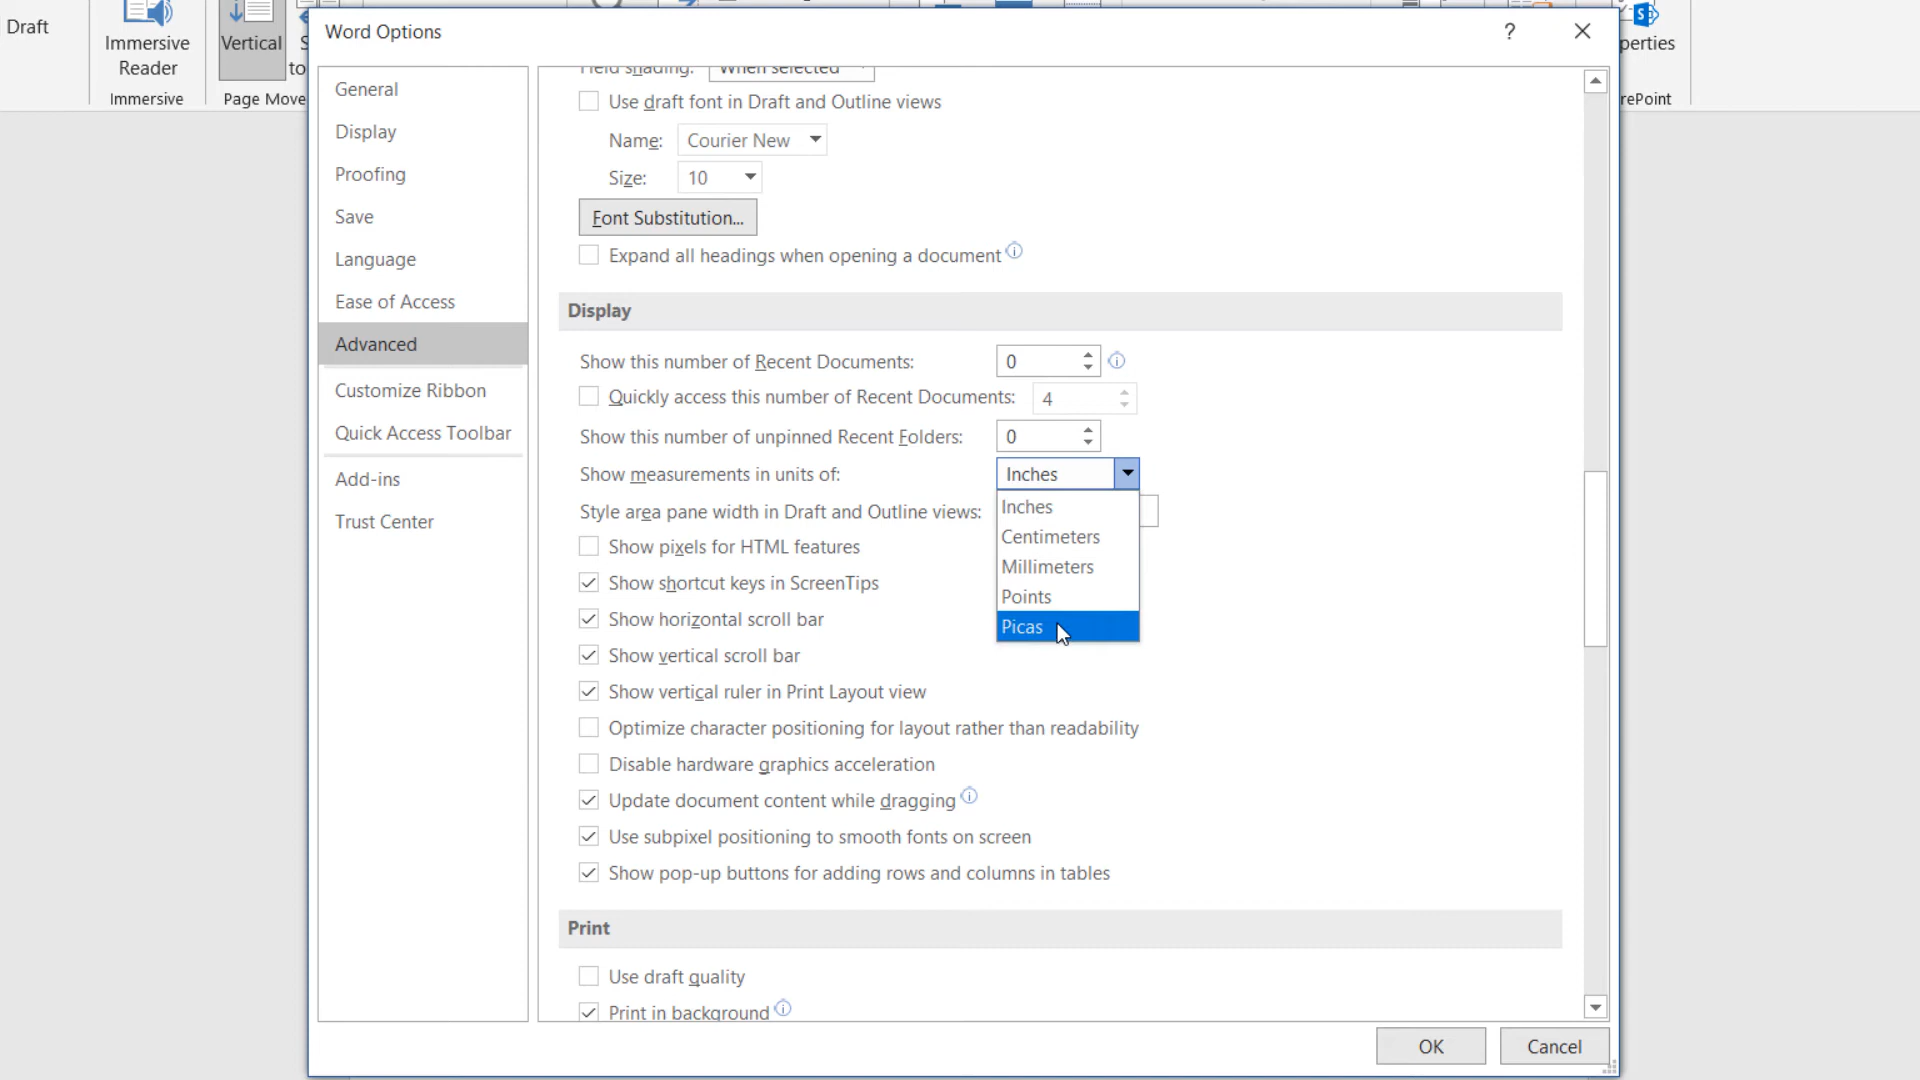 Draft
Immersive
Reader
Immersive
Vertical
to
Page Move
Word Options
?
perties
rePoint
General
Display
Proofing
Save
Language
Ease of Access
Advanced
Customize Ribbon
Quick Access Toolbar
Add-ins
Trust Center
Field shading: When selected
Use draft font in Draft and Outline views
Name: Courier New
Size: 10
Font Substitution...
Expand all headings when opening a document
Display
Show this number of Recent Documents: 0
Quickly access this number of Recent Documents: 4
Show this number of unpinned Recent Folders: 0
Show measurements in units of: Inches
Inches
Centimeters
Millimeters
Points
Picas
Style area pane width in Draft and Outline views:
Show pixels for HTML features
Show shortcut keys in ScreenTips
Show horizontal scroll bar
Show vertical scroll bar
Show vertical ruler in Print Layout view
Optimize character positioning for layout rather than readability
Disable hardware graphics acceleration
Update document content while dragging
Use subpixel positioning to smooth fonts on screen
Show pop-up buttons for adding rows and columns in tables
Print
Use draft quality
Print in background
OK
Cancel